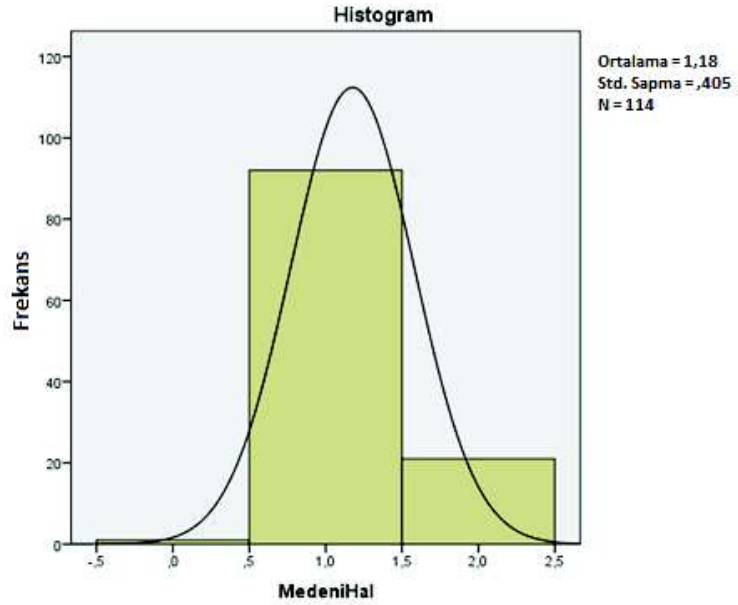 Histogram
Ortalama = 1,18
Std. Sapma = ,405
N = 114
120
100
80
60
40
20
0
Frekans
-,5 ,0 ,5 1,0 1,5 2,0 2,5
MedeniHal